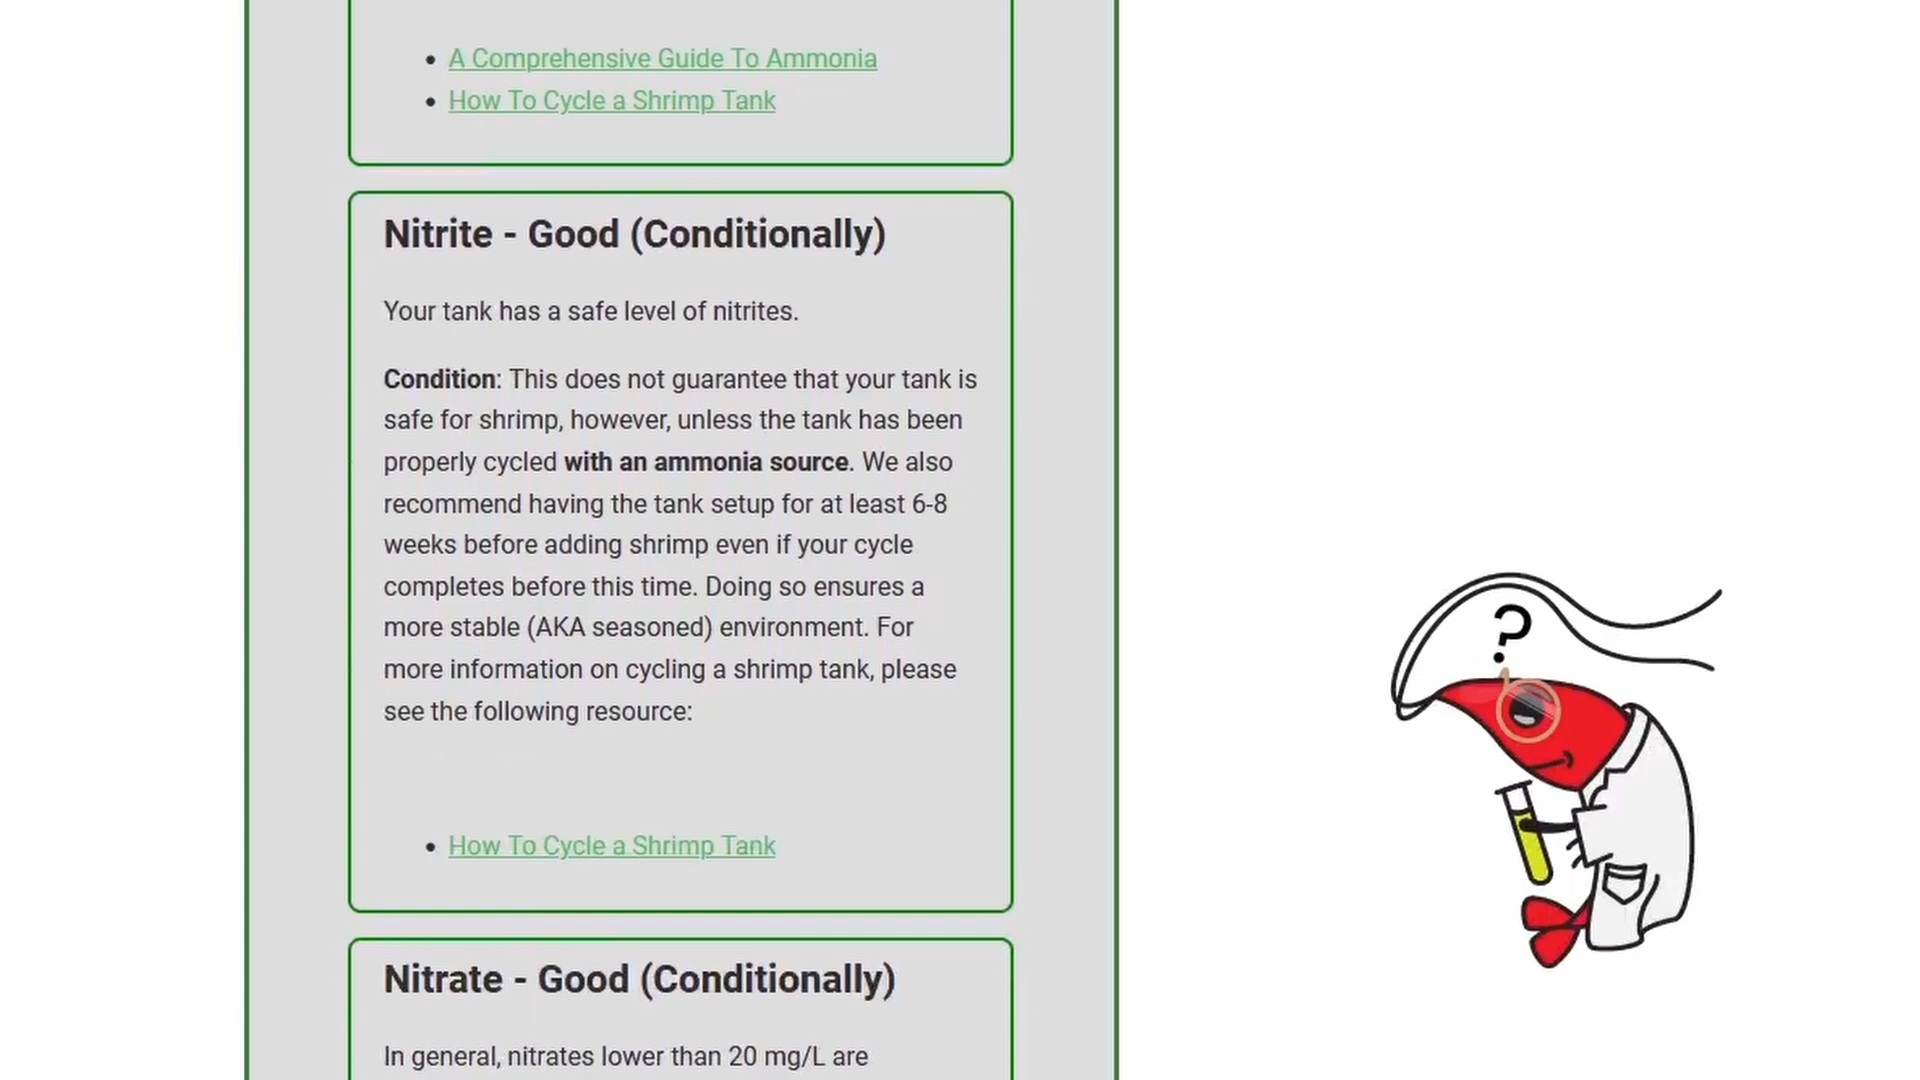 A Comprehensive Guide To Ammonia
How To Cycle a Shrimp Tank
Nitrite - Good (Conditionally)
Your tank has a safe level of nitrites.
Condition: This does not guarantee that your tank is
safe for shrimp, however, unless the tank has been
properly cycled with an ammonia source. We also
recommend having the tank setup for at least 6-8
weeks before adding shrimp even if your cycle
completes before this time. Doing so ensures a
more stable (AKA seasoned) environment. For
more information on cycling a shrimp tank, please
see the following resource:
How To Cycle a Shrimp Tank
Nitrate - Good (Conditionally)
In general, nitrates lower than 20 mg/L are
?